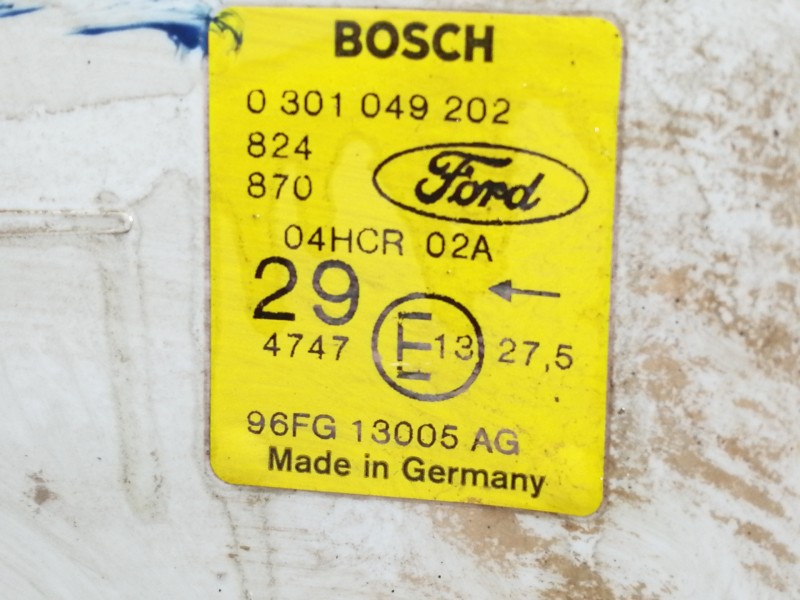 BOSCH
0 301 049 202
824
870
Ford
04HCR 02A
29
4747 E 13 27,5
96FG 13005 AG
Made in Germany